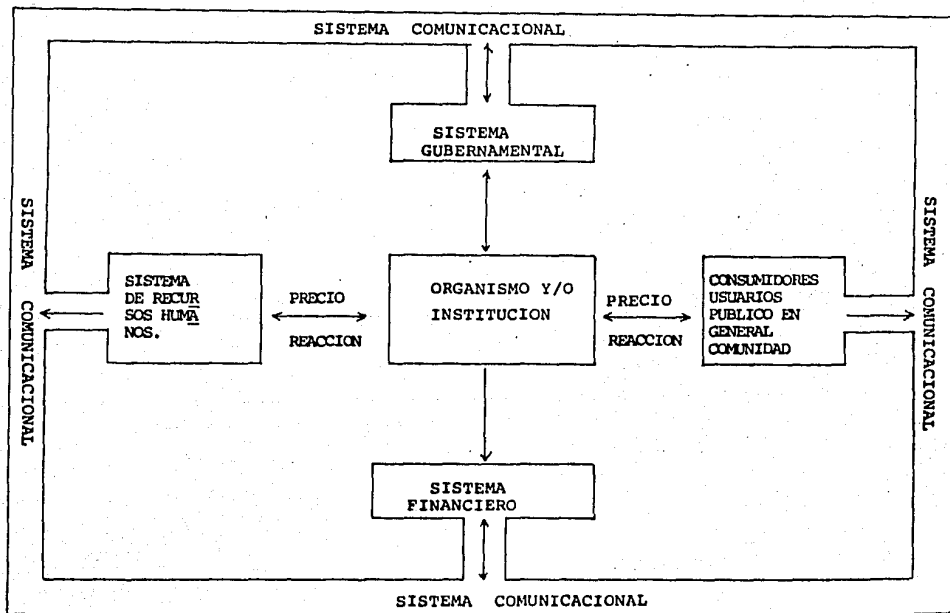 SISTEMA COMUNICACIONAL
SISTEMA
GUBERNAMENTAL
SISTEMA COMUNICACIONAL
SISTEMA
DE RECUR
SOS HUMA
NOS.
PRECIO
REACCION
ORGANISMO Y/O
INSTITUCION
PRECIO
REACCION
CONSUMIDORES
USUARIOS
PUBLICO EN
GENERAL
COMUNIDAD
SISTEMA COMUNICACIONAL
SISTEMA
FINANCIERO
SISTEMA COMUNICACIONAL